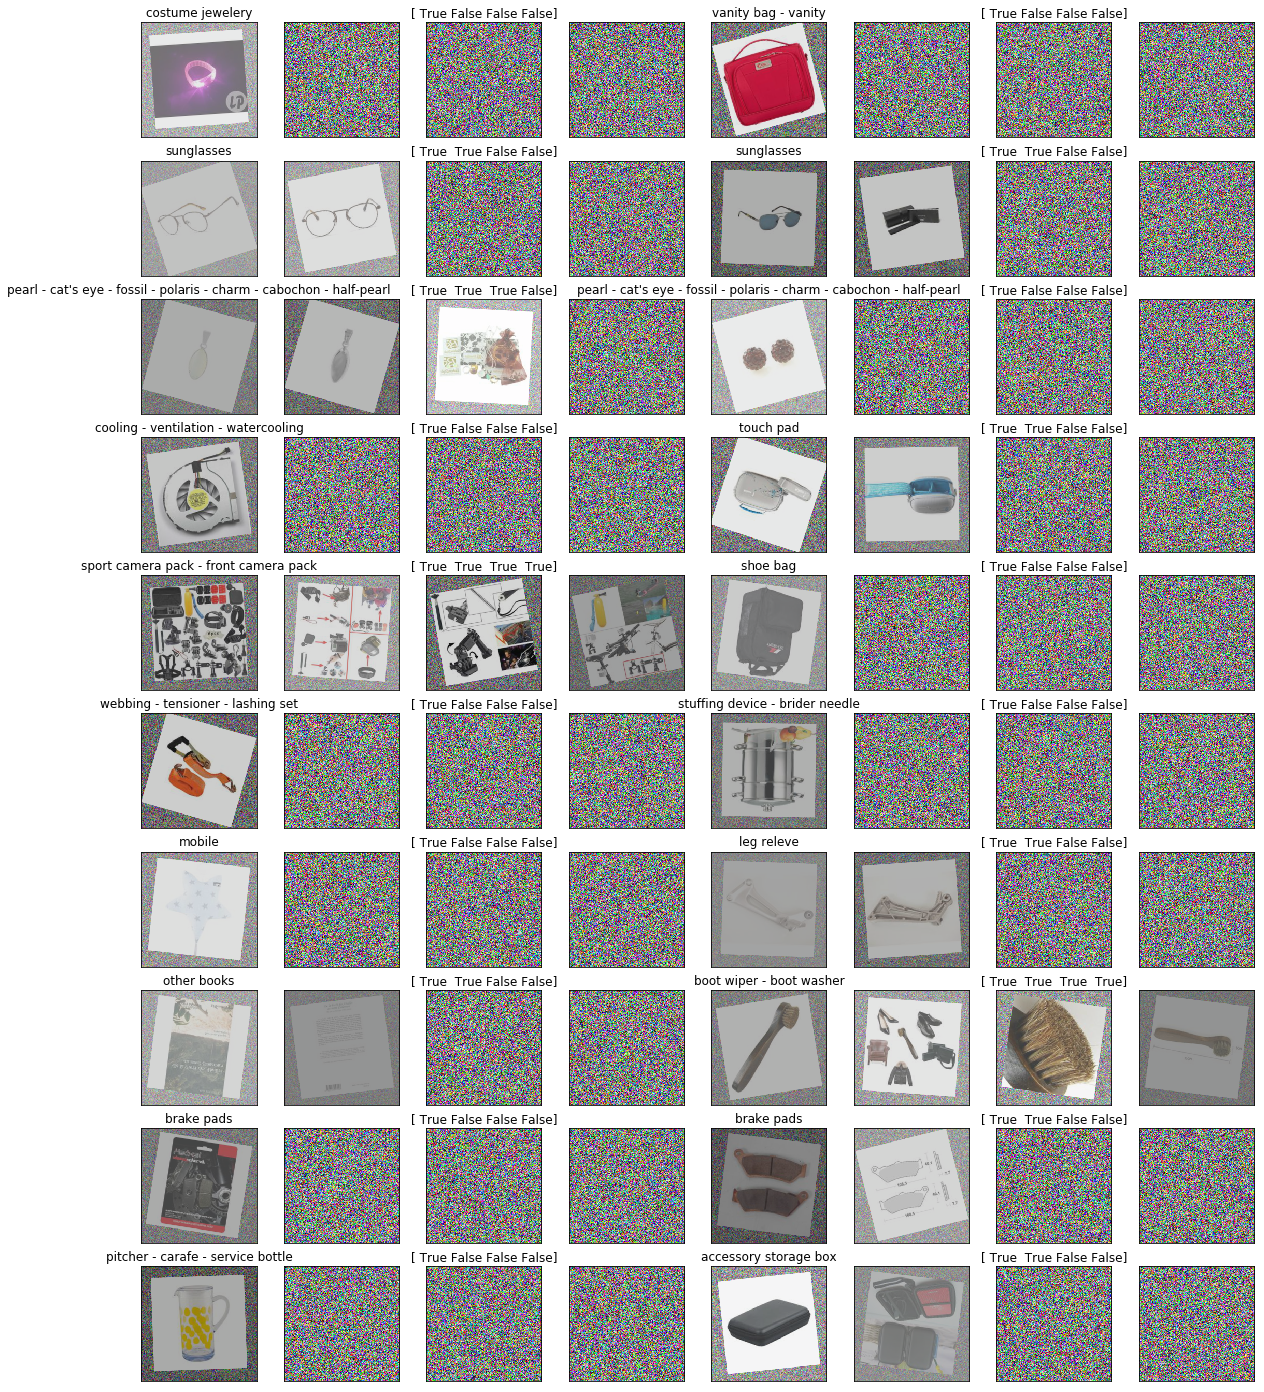 costume jewelery [ True False False False] vanity bag - vanity [ True False False False]
LP
sunglasses [ True True False False] sunglasses [ True True False False]
pearl - cat's eye - fossil - polaris - charm - cabochon - half-pearl [ True True True False] pearl - cat's eye - fossil - polaris - charm - cabochon - half-pearl [ True False False False]
cooling - ventilation - watercooling [ True False False False] touch pad [ True True False False]
sport camera pack - front camera pack [ True True True True] shoe bag [ True False False False]
webbing - tensioner - lashing set [ True False False False] stuffing device - brider needle [ True False False False]
mobile [ True False False False] leg releve [ True True False False]
other books [ True True False False] boot wiper - boot washer [ True True True True]
brake pads [ True False False False] brake pads [ True True False False]
pitcher - carafe - service bottle [ True False False False] accessory storage box [ True True False False]